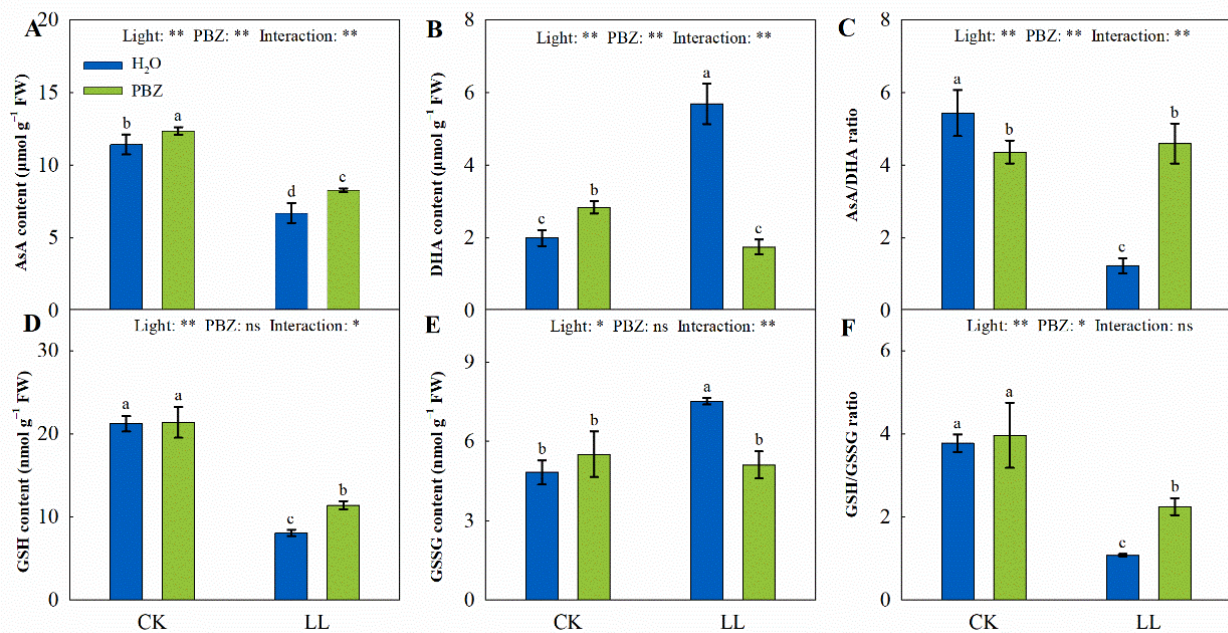 A
AsA content (µmol g⁻¹ FW)
20
15
10
5
0
Light: ** PBZ: ** Interaction: **
H₂O
PBZ
b
a
d
c
B
DHA content (µmol g⁻¹ FW)
8
6
4
2
0
Light: ** PBZ: ** Interaction: **
c
b
a
c
C
AsA/DHA ratio
8
6
4
2
0
Light: ** PBZ: ** Interaction: **
a
b
c
b
D
GSH content (nmol g⁻¹ FW)
30
20
10
0
Light: ** PBZ: ns Interaction: *
a
a
c
b
CK
LL
E
GSSG content (nmol g⁻¹ FW)
9
6
3
0
Light: * PBZ: ns Interaction: **
b
b
a
b
CK
LL
F
GSH/GSSG ratio
6
4
2
0
Light: ** PBZ: * Interaction: ns
a
a
c
b
CK
LL